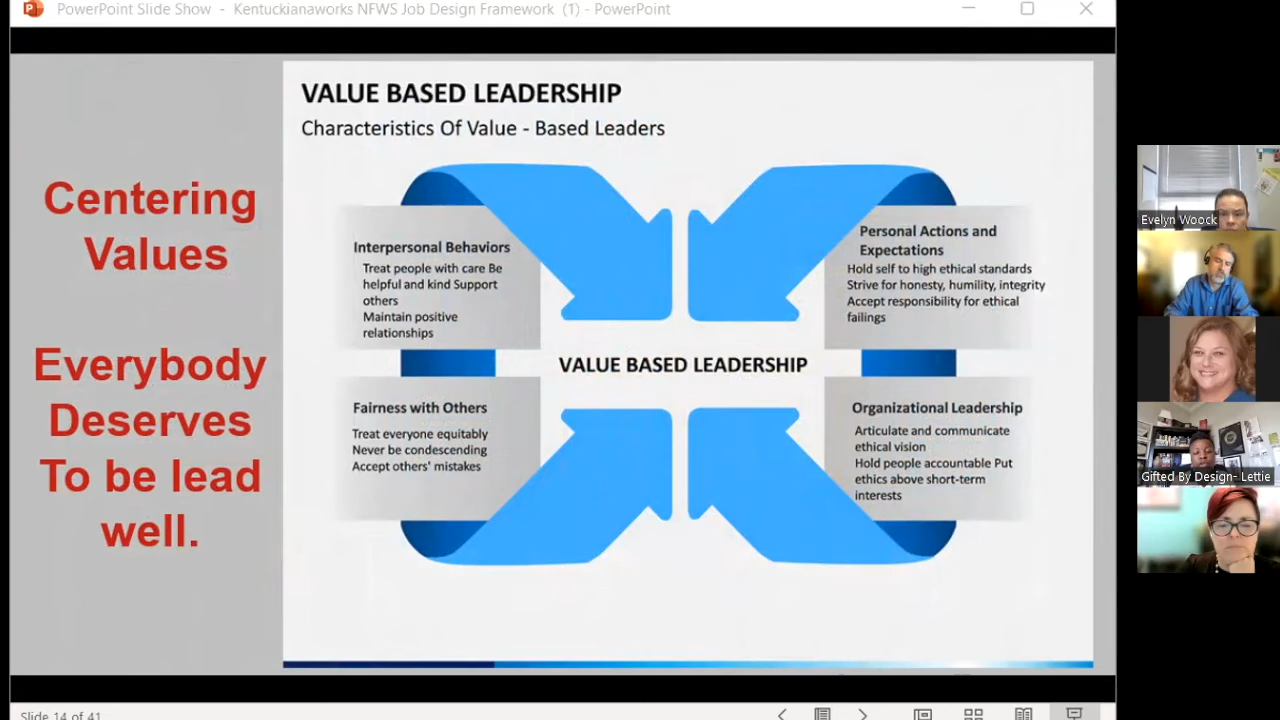 PowerPoint Slide Show - Kentuckianaworks NFWS Job Design Framework (1) - PowerPoint
Centering
Values
Everybody
Deserves
To be lead
well.
VALUE BASED LEADERSHIP
Characteristics Of Value - Based Leaders
Interpersonal Behaviors
Treat people with care Be
helpful and kind Support
others
Maintain positive
relationships
Personal Actions and
Expectations
Hold self to high ethical standards
Strive for honesty, humility, integrity
Accept responsibility for ethical
failings
VALUE BASED LEADERSHIP
Fairness with Others
Treat everyone equitably
Never be condescending
Accept others' mistakes
Organizational Leadership
Articulate and communicate
ethical vision
Hold people accountable Put
ethics above short-term
interests
Evelyn Woock
Gifted By Design- Lettie
Slide 14 of 41